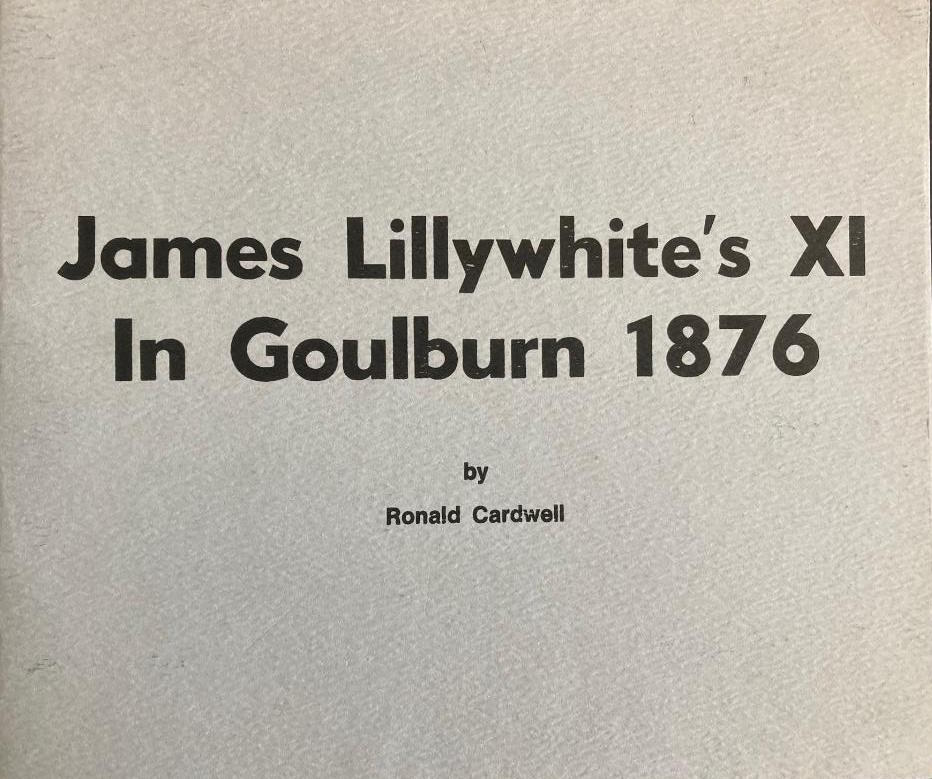 James Lillywhite's XI
In Goulburn 1876
by
Ronald Cardwell